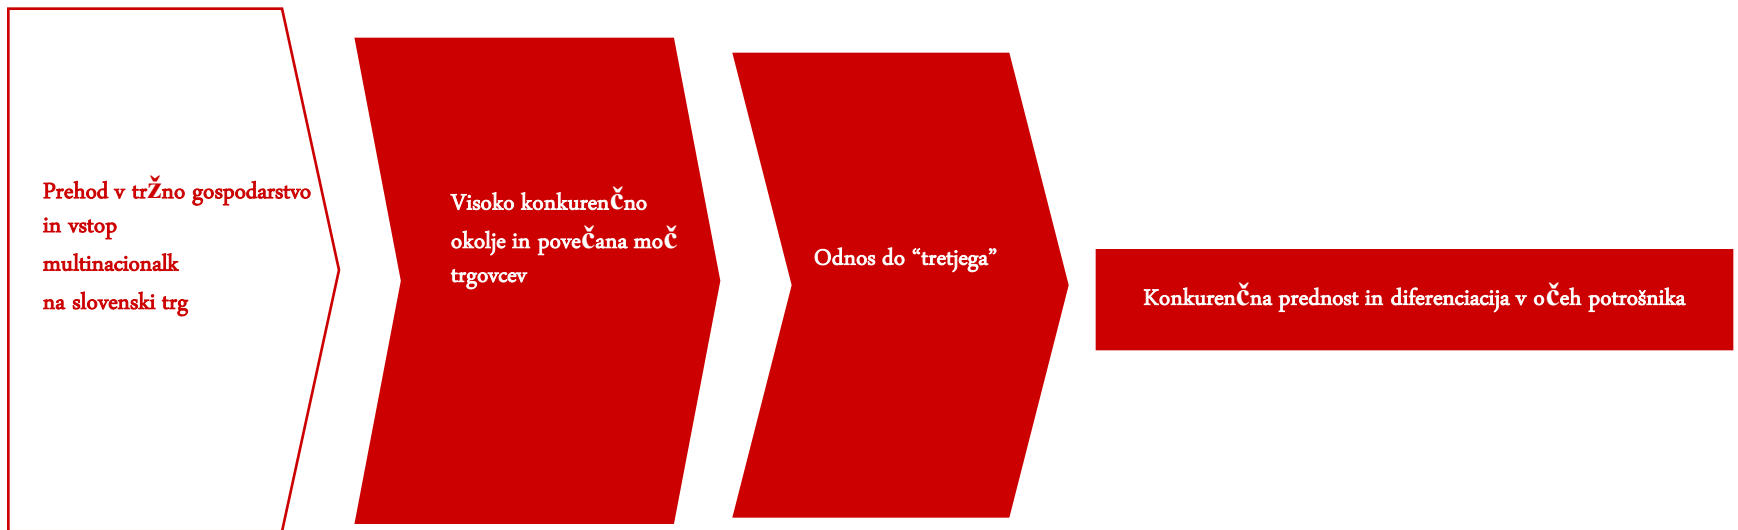 Prehod v tržno gospodarstvo
in vstop
multinacionalk
na slovenski trg
Visoko konkurenčno
okolje in povečana moč
trgovcev
Odnos do “tretjega”
Konkurenčna prednost in diferenciacija v očeh potrošnika